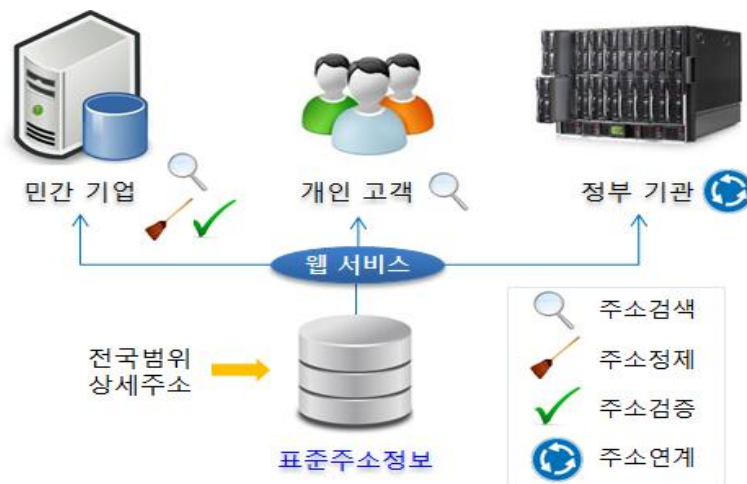 민간 기업
개인 고객
정부 기관
웹 서비스
전국범위
상세주소
표준주소정보
주소검색
주소정제
주소검증
주소연계